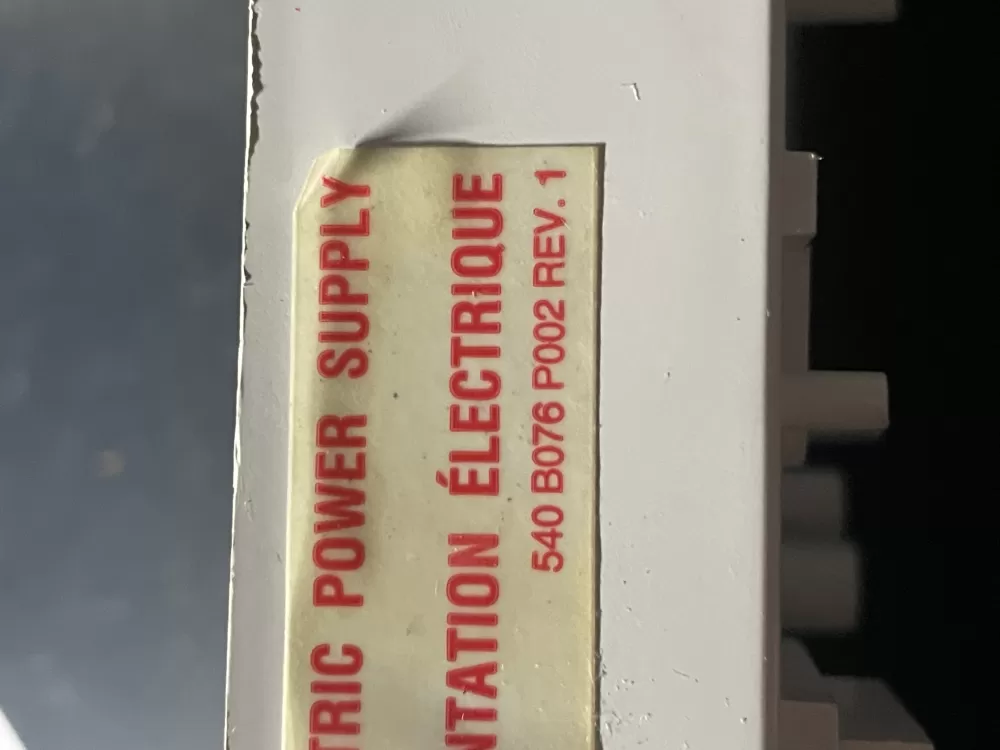 TRIC POWER SUPPLY
NTATION ÉLECTRIQUE
540 B076 P002 REV. 1